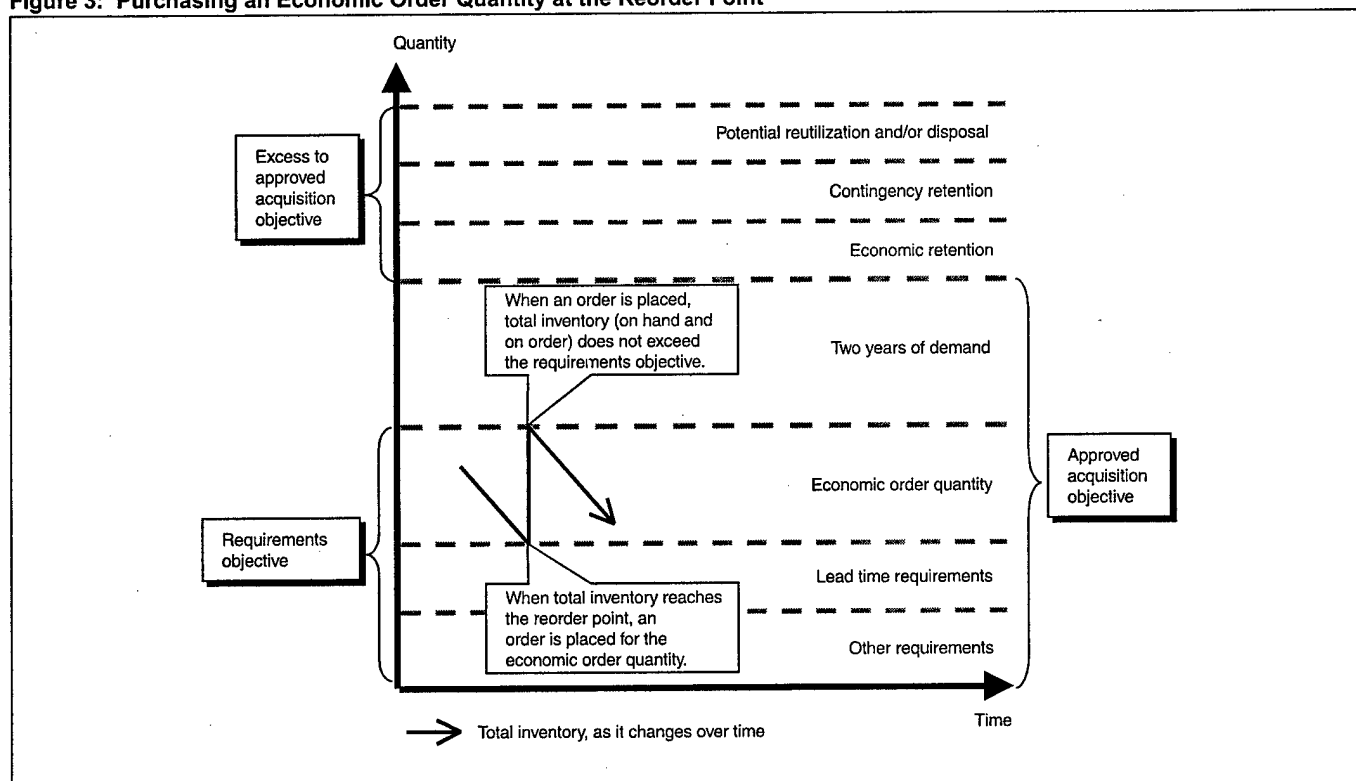 Figure 3: Purchasing an Economic Order Quantity at the Reorder Point
Quantity
Potential reutilization and/or disposal
Excess to
approved
acquisition
objective
Contingency retention
Economic retention
When an order is placed,
total inventory (on hand and
on order) does not exceed
the requirements objective.
Two years of demand
Approved
acquisition
objective
Economic order quantity
Requirements
objective
Lead time requirements
When total inventory reaches
the reorder point, an
order is placed for the
economic order quantity.
Other requirements
Time
Total inventory, as it changes over time